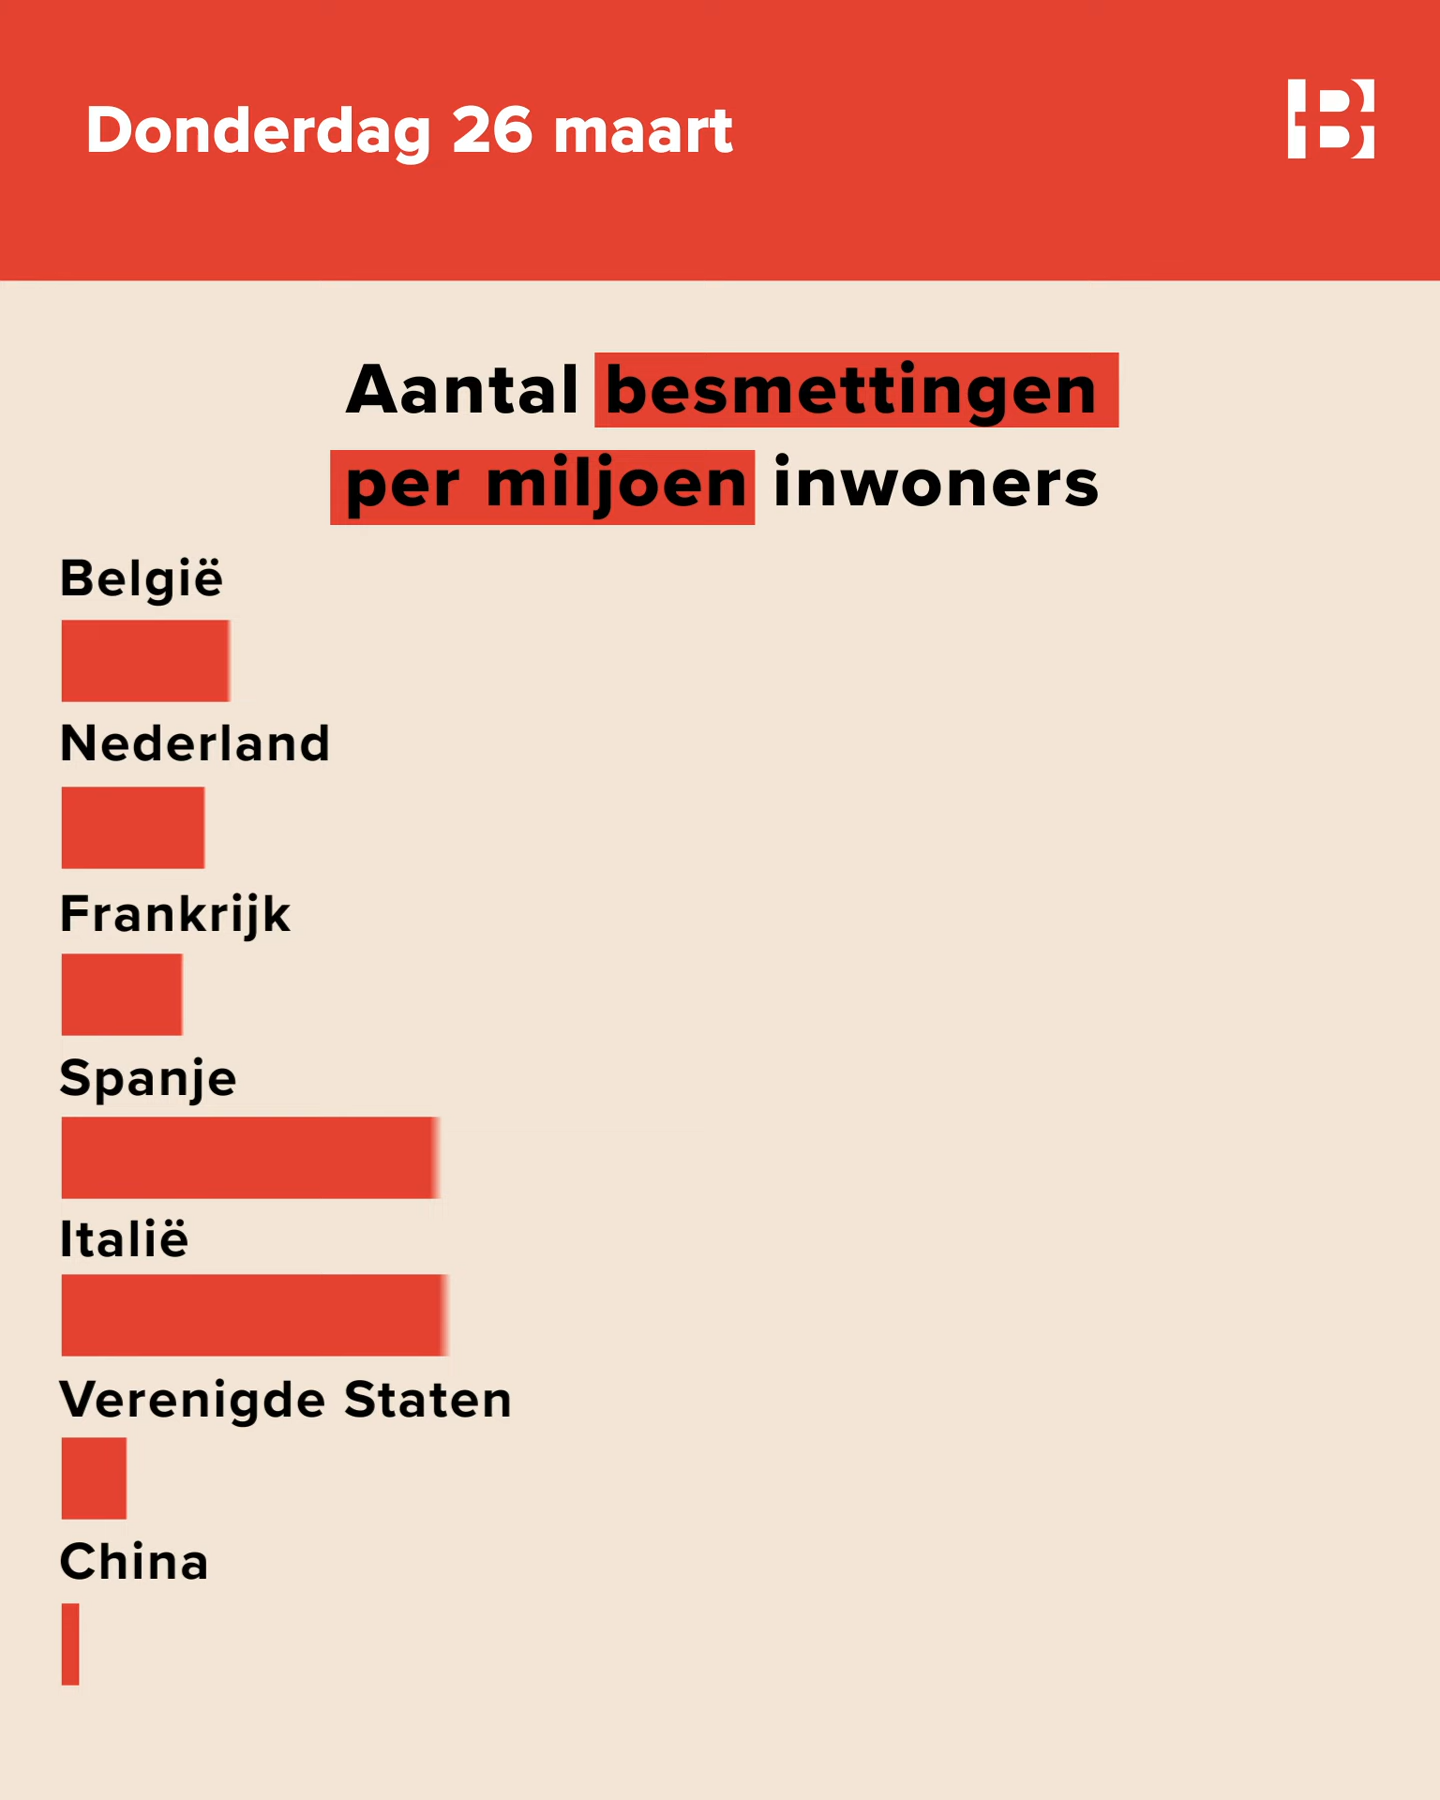 Donderdag 26 maart
B
Aantal besmettingen
per miljoen inwoners
België
Nederland
Frankrijk
Spanje
Italië
Verenigde Staten
China